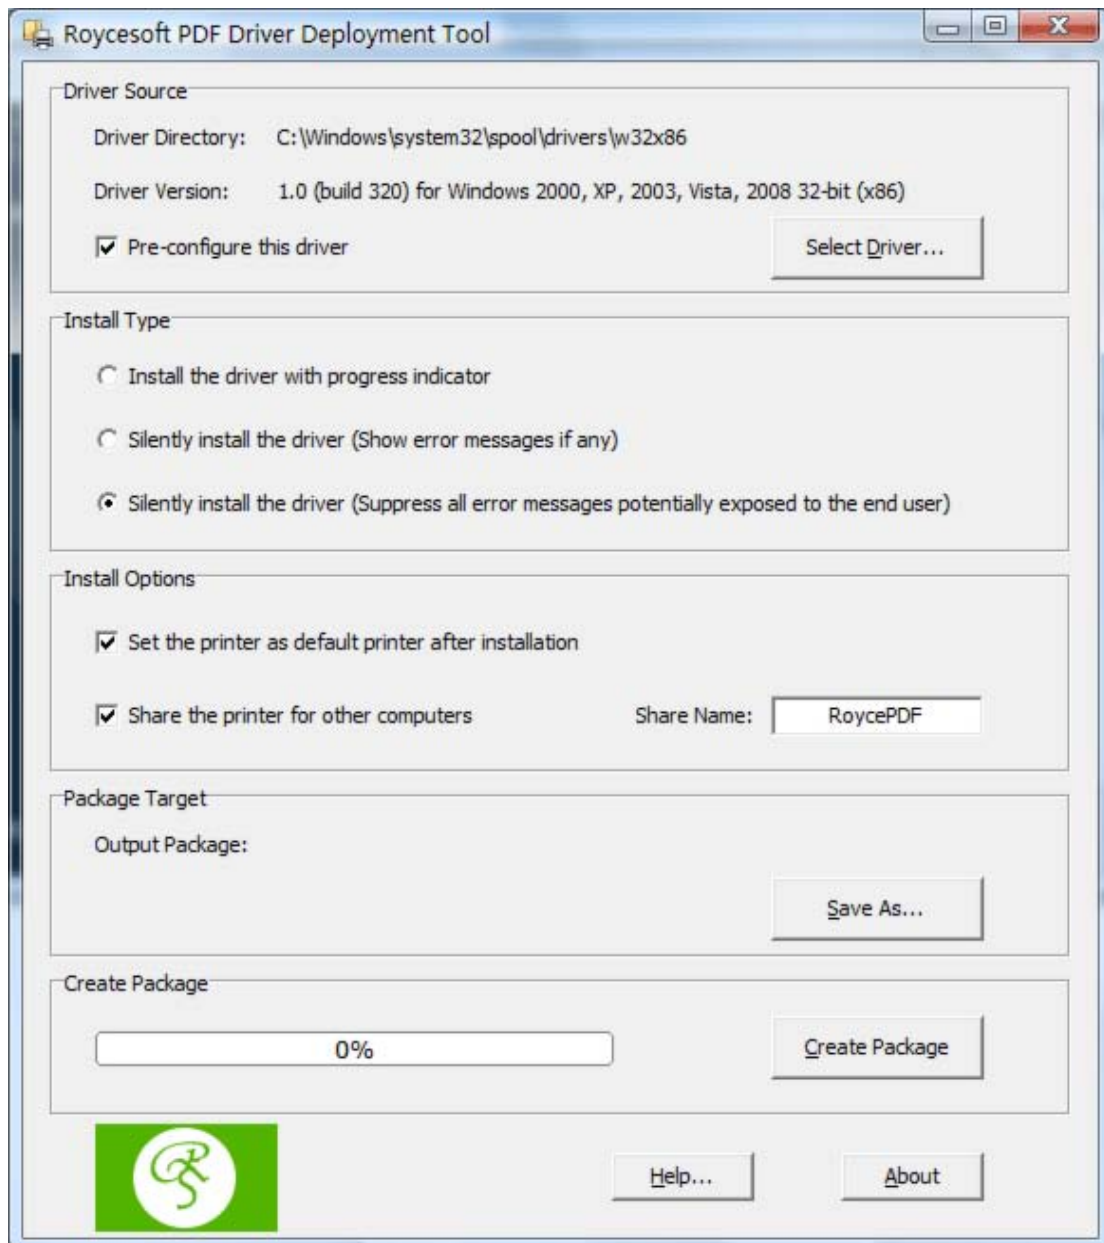 Roycesoft PDF Driver Deployment Tool
Driver Source
Driver Directory: C:\Windows\system32\spool\drivers\w32x86
Driver Version: 1.0 (build 320) for Windows 2000, XP, 2003, Vista, 2008 32-bit (x86)
Pre-configure this driver Select Driver...
Install Type
Install the driver with progress indicator
Silently install the driver (Show error messages if any)
Silently install the driver (Suppress all error messages potentially exposed to the end user)
Install Options
Set the printer as default printer after installation
Share the printer for other computers Share Name: RoycePDF
Package Target
Output Package:
Save As...
Create Package
0% Create Package
Help... About